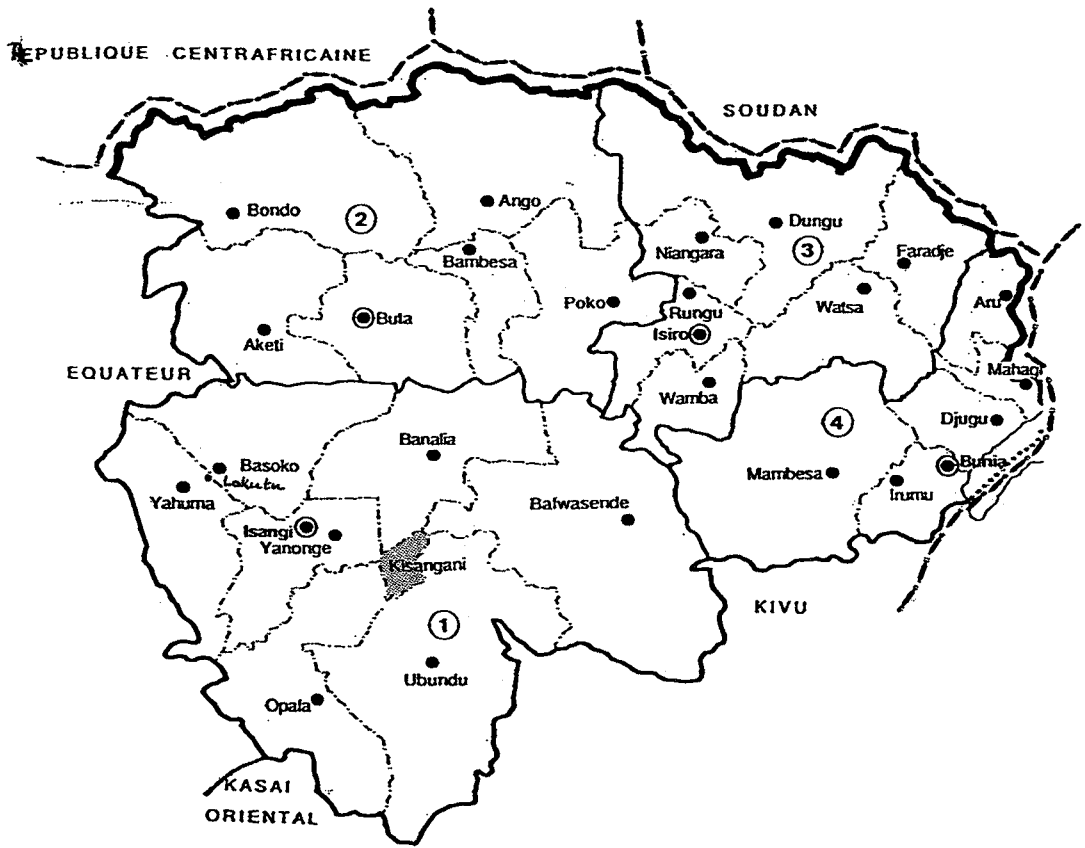 REPUBLIQUE CENTRAFRICAINE
SOUDAN
Bondo
2
Ango
Bambesa
Dungu
3
Niangara
Faradje
Poko
Rungu
Isiro
Watsa
Aru
Buta
Aketi
EQUATEUR
Mahagi
Wamba
Djugu
4
Banalia
Basoko
Lokutu
Yahuma
Mambesa
Bunia
Irumu
Bafwasende
Isangi
Yanonge
Kisangani
KIVU
1
Ubundu
Opala
KASAI
ORIENTAL